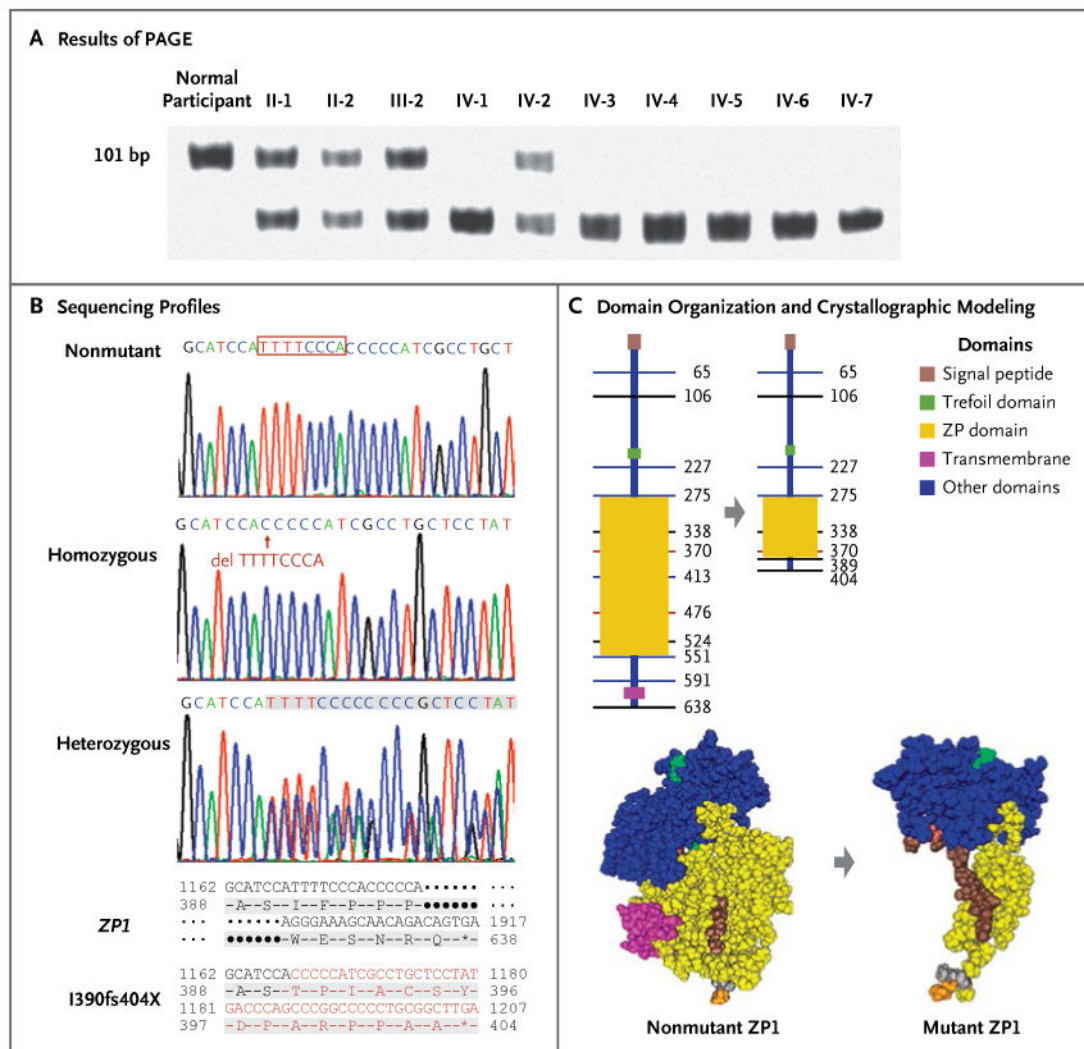 A Results of PAGE
Normal
Participant II-1 II-2 III-2 IV-1 IV-2 IV-3 IV-4 IV-5 IV-6 IV-7
101 bp
B Sequencing Profiles
Nonmutant
GCATCCATTTTCCCACCCCCATCGCCTGCT
GCATCCACCCCCATCGCCTGCTCCTAT
Homozygous
del TTTTCCCA
GCATCCATTTTCCCCCCCCGCTCCTAT
Heterozygous
1162 GCATCCATTTTCCCACCCCCA•••••• •••
388 -A--S--I--F--P--P--P-•••••• •••
ZP1
••• ••••••AGGGAAAGCAACAGACAGTGA 1917
••• ••••••-W--E--S--N--R--Q--*- 638
1162 GCATCCACCCCCATCGCCTGCTCCTAT 1180
388 -A--S--T--P--I--A--C--S--Y- 396
I390fs404X
1181 GACCCAGCCCGGCCCCCTGCGGCTTGA 1207
397 -D--P--A--R--P--P--A--A--*- 404
C Domain Organization and Crystallographic Modeling
65
106
227
275
338
370
413
476
524
551
591
638
65
106
227
275
338
370
389
404
Domains
Signal peptide
Trefoil domain
ZP domain
Transmembrane
Other domains
Nonmutant ZP1
Mutant ZP1